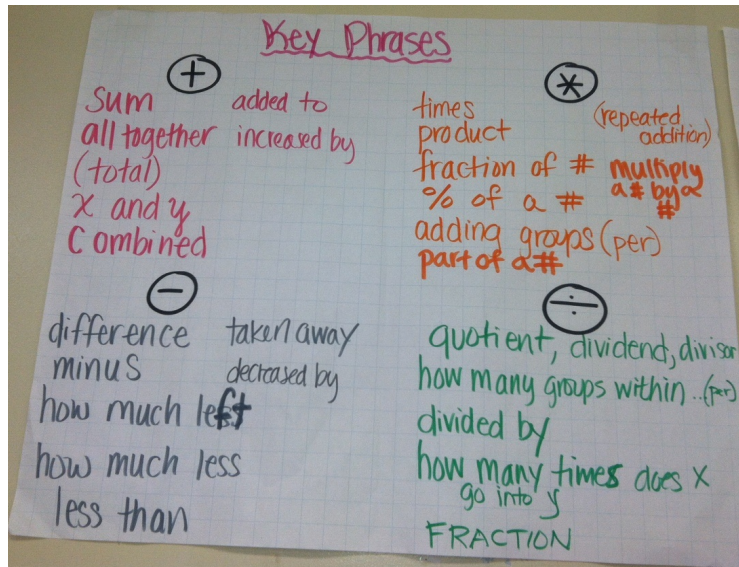 Key Phrases
+
sum added to
all together increased by
(total)
x and y
Combined
*
times (repeated addition)
product
fraction of # multiply
% of a # a # by a #
adding groups (per)
part of a #
−
difference taken away
minus decreased by
how much left
how much less
less than
÷
quotient, dividend, divisor
how many groups within ..(per)
divided by
how many times does X
go into y
FRACTION